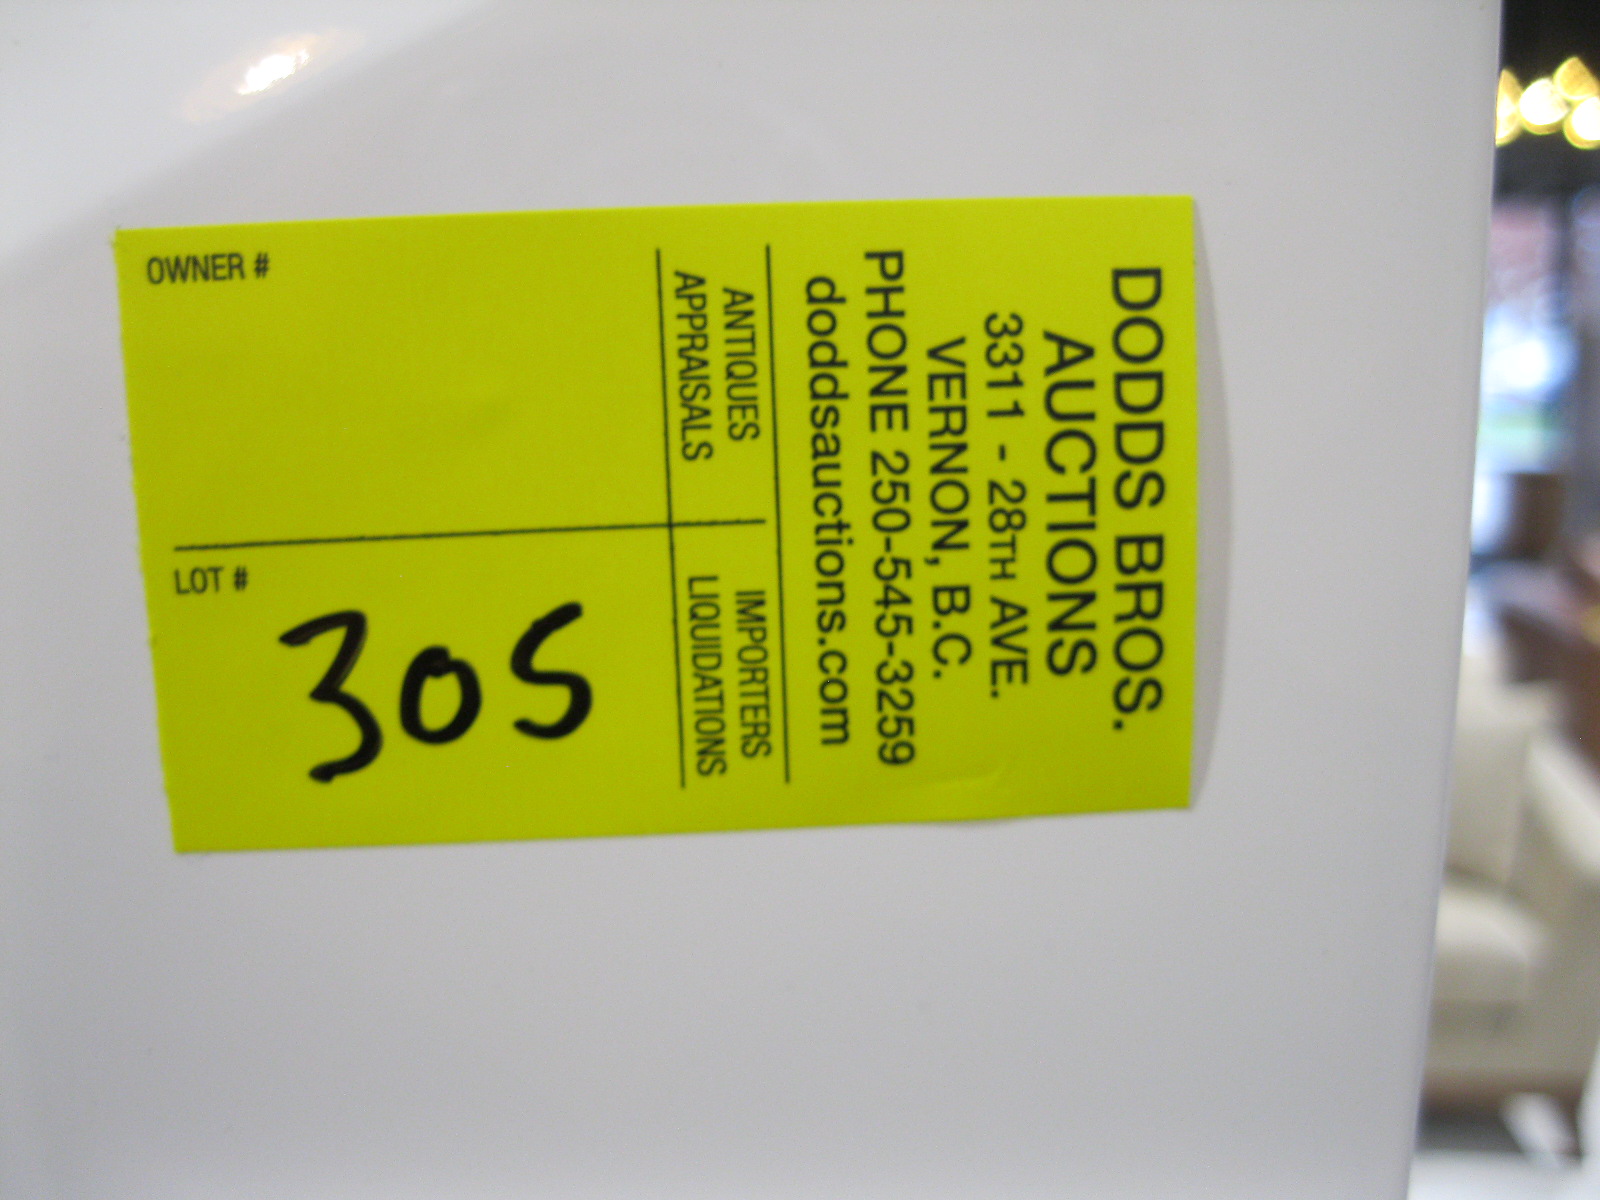 DODDS BROS.
AUCTIONS
3311 - 28TH AVE.
VERNON, B.C.
PHONE 250-545-3259
doddsauctions.com
ANTIQUES IMPORTERS
APPRAISALS LIQUIDATIONS
OWNER #
LOT #
305